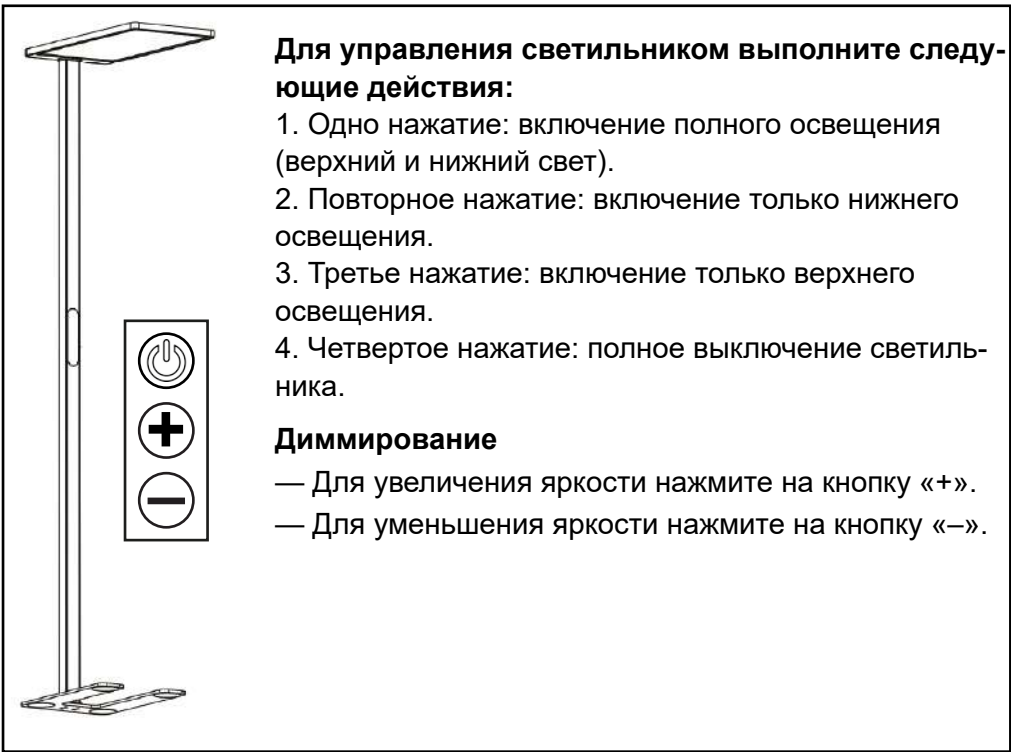 Для управления светильником выполните следу-
ющие действия:
1. Одно нажатие: включение полного освещения
(верхний и нижний свет).
2. Повторное нажатие: включение только нижнего
освещения.
3. Третье нажатие: включение только верхнего
освещения.
4. Четвертое нажатие: полное выключение светиль-
ника.
Диммирование
— Для увеличения яркости нажмите на кнопку «+».
— Для уменьшения яркости нажмите на кнопку «–».